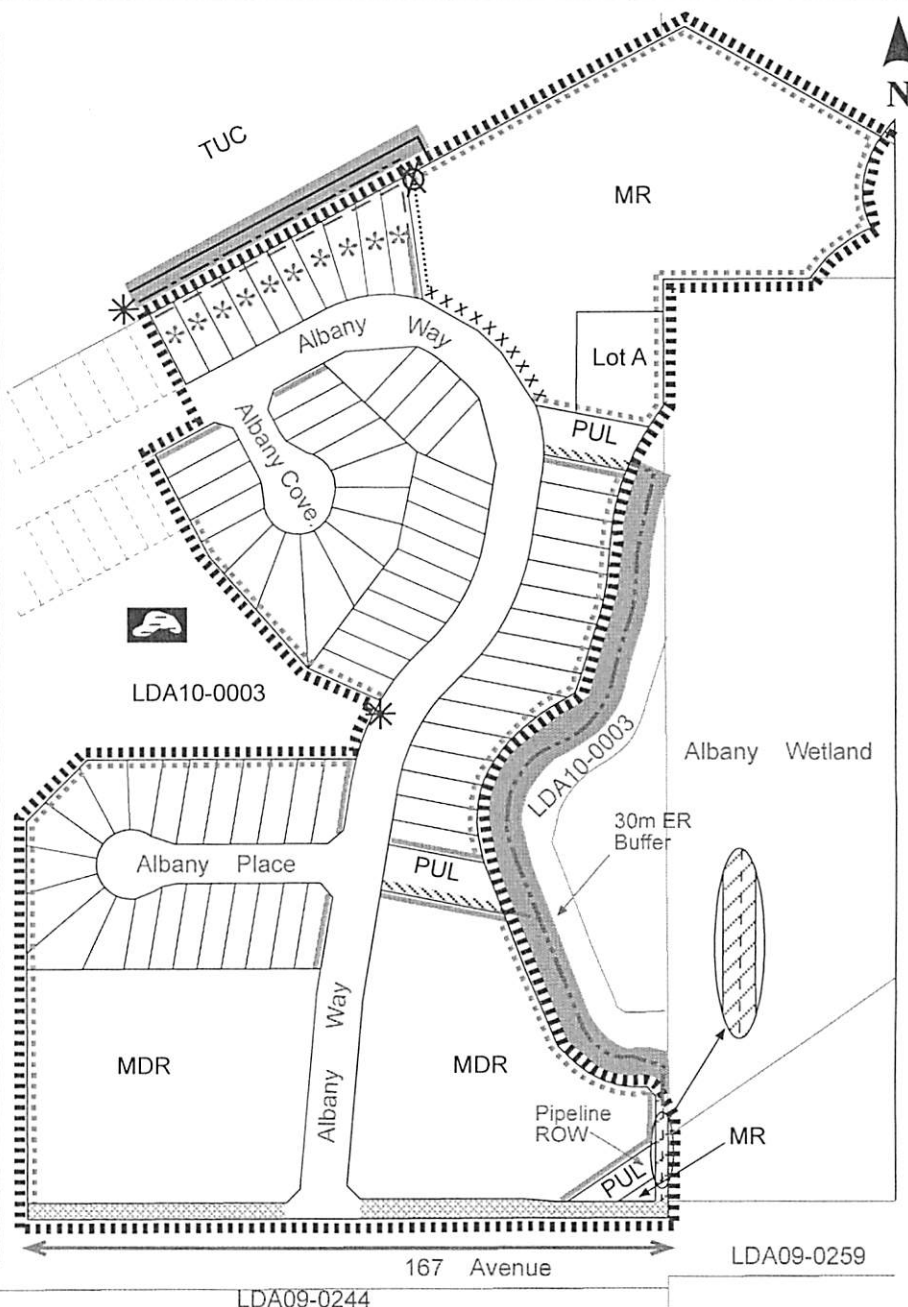 N
TUC
MR
Albany Way
Lot A
PUL
Albany Cove.
LDA10-0003
LDA10-0003
Albany Wetland
30m ER
Buffer
Albany Place
PUL
Albany Way
MDR
MDR
Pipeline
ROW
MR
PUL
167 Avenue
LDA09-0259
LDA09-0244